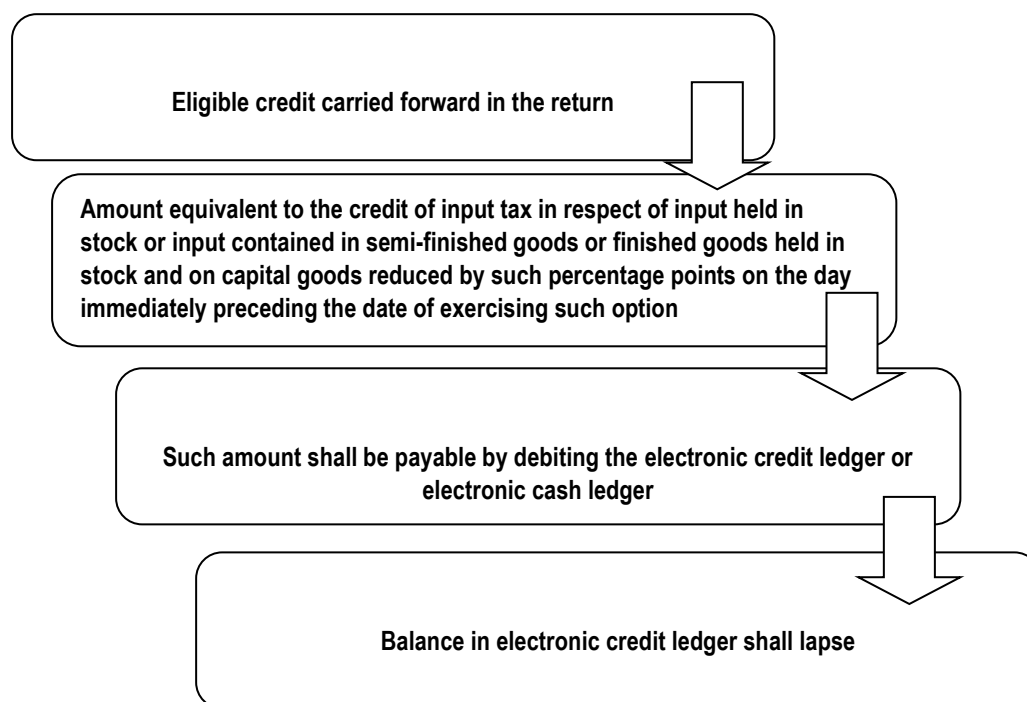 Eligible credit carried forward in the return
Amount equivalent to the credit of input tax in respect of input held in
stock or input contained in semi-finished goods or finished goods held in
stock and on capital goods reduced by such percentage points on the day
immediately preceding the date of exercising such option
Such amount shall be payable by debiting the electronic credit ledger or
electronic cash ledger
Balance in electronic credit ledger shall lapse